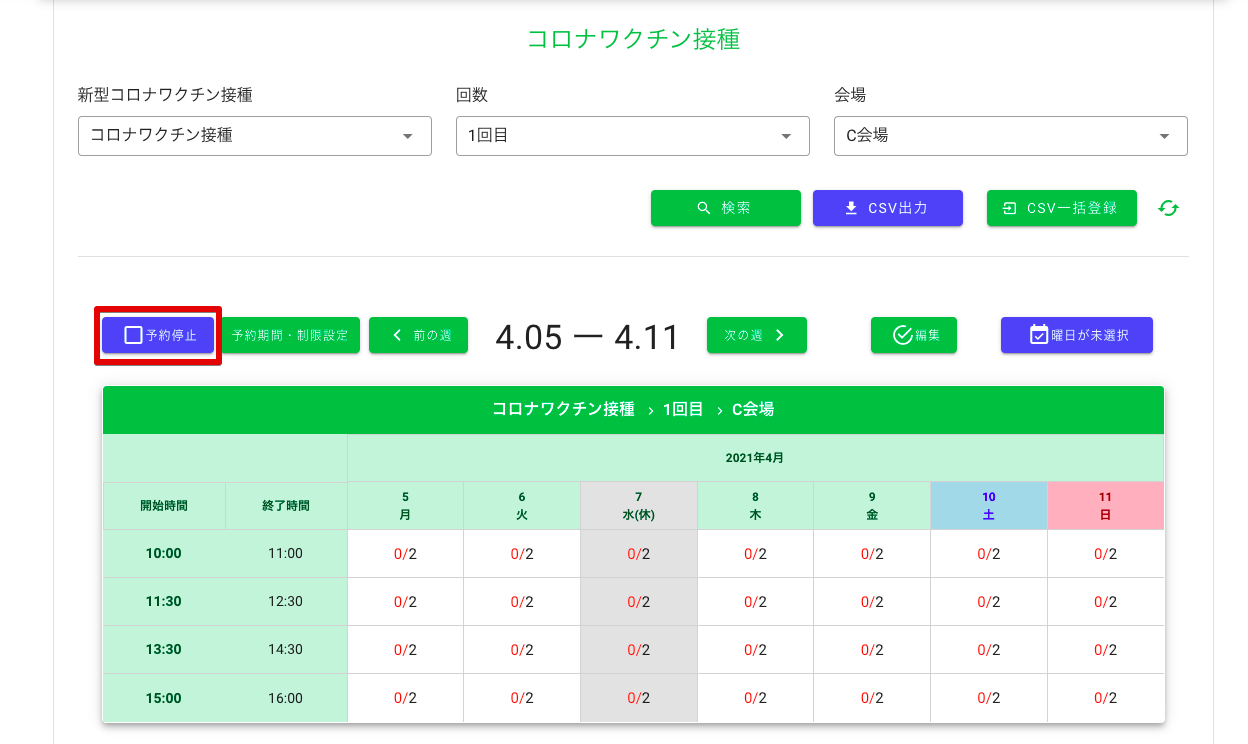 コロナワクチン接種
新型コロナワクチン接種 回数 会場
コロナワクチン接種 1回目 C会場
検索 CSV出力 CSV一括登録
予約停止 予約期間・制限設定 前の週 4.05 — 4.11 次の週 編集 曜日が未選択
コロナワクチン接種 › 1回目 › C会場
2021年4月
開始時間 終了時間 5 6 7 8 9 10 11
月 火 水(休) 木 金 土 日
10:00 11:00 0/2 0/2 0/2 0/2 0/2 0/2 0/2
11:30 12:30 0/2 0/2 0/2 0/2 0/2 0/2 0/2
13:30 14:30 0/2 0/2 0/2 0/2 0/2 0/2 0/2
15:00 16:00 0/2 0/2 0/2 0/2 0/2 0/2 0/2